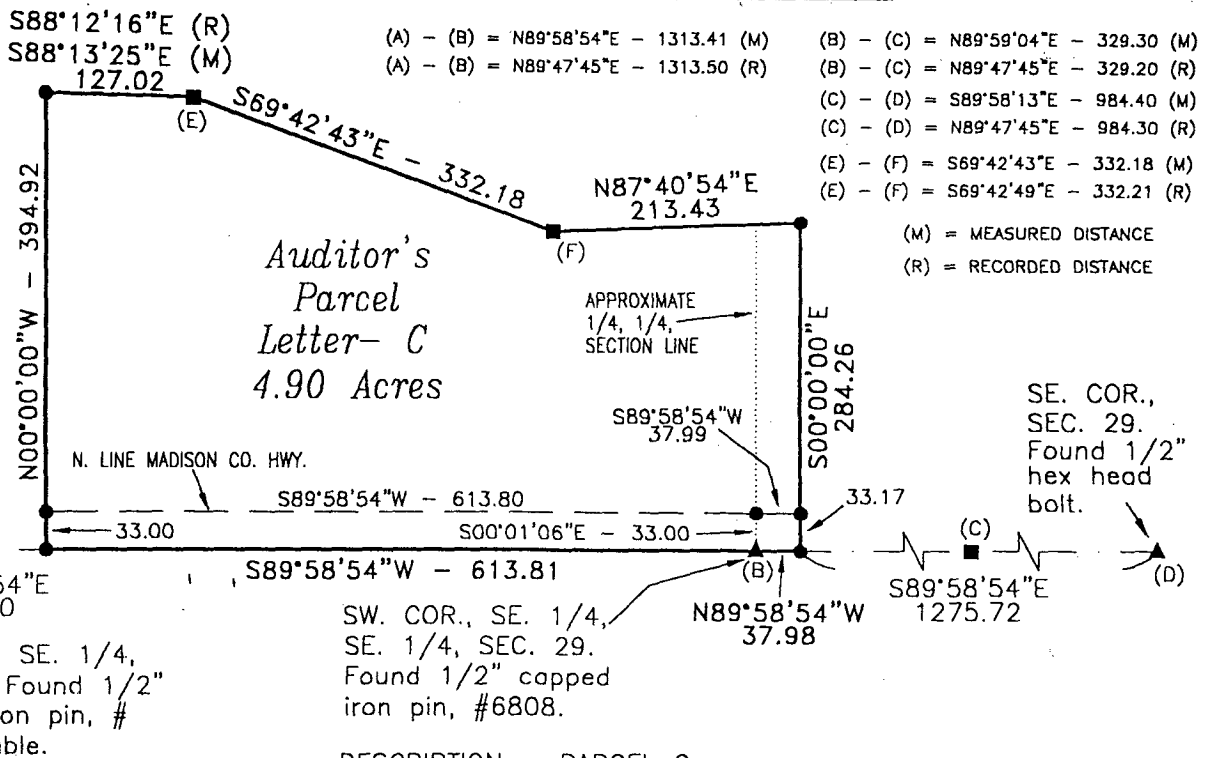 S88°12'16"E (R)
S88°13'25"E (M)
127.02
(A) - (B) = N89°58'54"E - 1313.41 (M)
(A) - (B) = N89°47'45"E - 1313.50 (R)
(B) - (C) = N89°59'04"E - 329.30 (M)
(B) - (C) = N89°47'45"E - 329.20 (R)
(C) - (D) = S89°58'13"E - 984.40 (M)
(C) - (D) = N89°47'45"E - 984.30 (R)
(E) - (F) = S69°42'43"E - 332.18 (M)
(E) - (F) = S69°42'49"E - 332.21 (R)
(M) = MEASURED DISTANCE
(R) = RECORDED DISTANCE
(E)
S69°42'43"E - 332.18
N87°40'54"E
213.43
(F)
N00°00'00"W - 394.92
Auditor's
Parcel
Letter- C
4.90 Acres
APPROXIMATE
1/4, 1/4,
SECTION LINE
S00°00'00"E
284.26
S89°58'54"W
37.99
SE. COR.,
SEC. 29.
Found 1/2"
hex head
bolt.
N. LINE MADISON CO. HWY.
S89°58'54"W - 613.80
33.00
S00°01'06"E - 33.00
33.17
(C)
S89°58'54"W - 613.81
(B)
(D)
S89°58'54"E
1275.72
N89°58'54"W
37.98
54"E
0
SW. COR., SE. 1/4,
SE. 1/4, SEC. 29.
Found 1/2" capped
iron pin, #6808.
SE. 1/4,
Found 1/2"
on pin, #
ble.
DESCRIPTION - PARCEL C